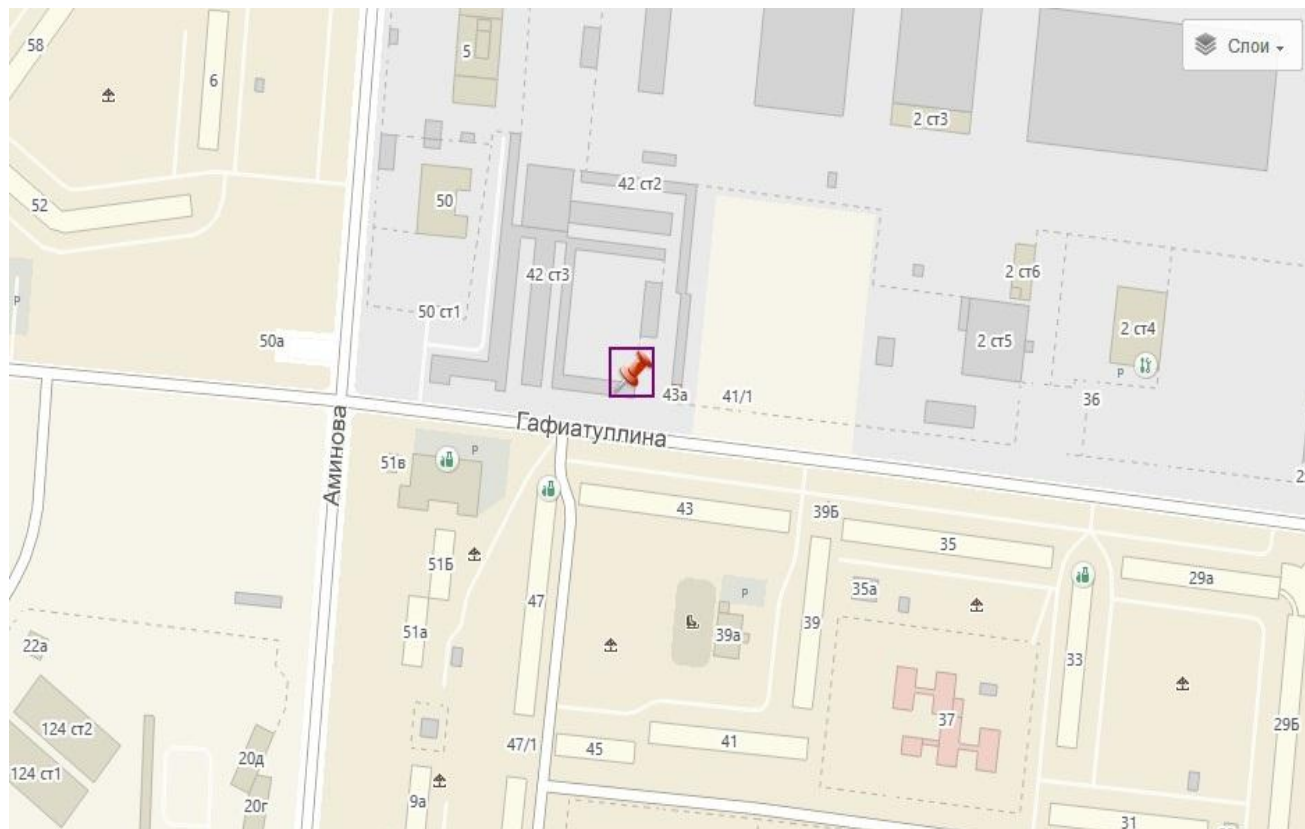 58
6
5
Слои
2 ст3
42 ст2
52
50
42 ст3
2 ст6
P
50 ст1
50а
2 ст5
2 ст4
P
43а
41/1
36
Гафиатуллина
Аминова
51в
P
2
43
39Б
35
51Б
29а
47
35а
P
51а
39
39а
22а
33
37
29Б
124 ст2
47/1
45
41
20д
124 ст1
9а
20г
31